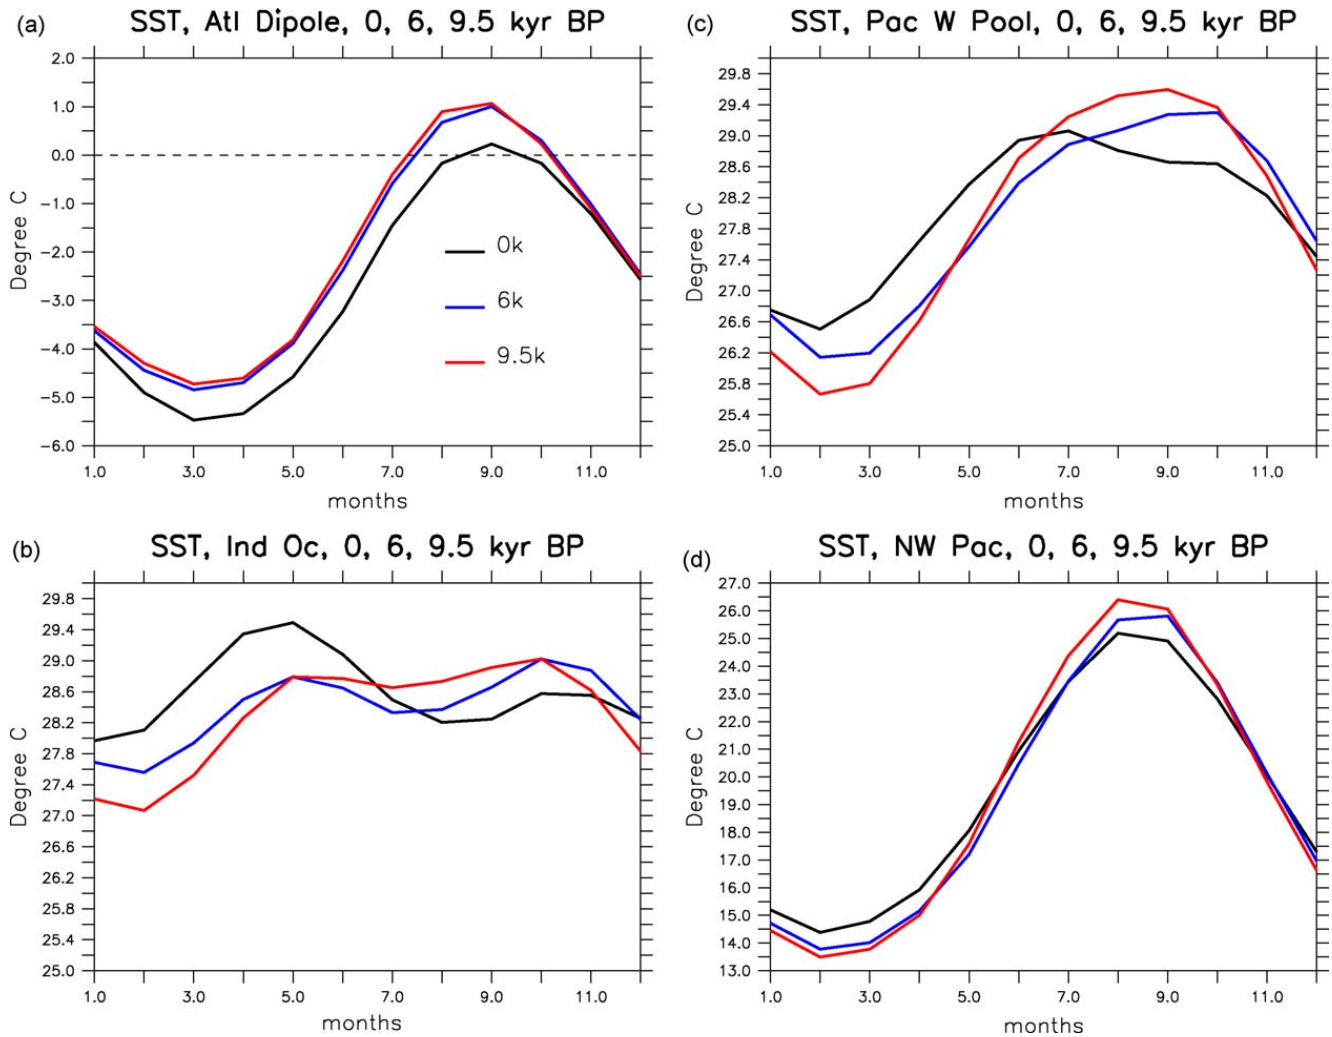 (a) SST, Atl Dipole, 0, 6, 9.5 kyr BP
2.0
1.0
0.0
-1.0
-2.0
-3.0
-4.0
-5.0
-6.0
Degree C
0k
6k
9.5k
1.0 3.0 5.0 7.0 9.0 11.0
months
(c) SST, Pac W Pool, 0, 6, 9.5 kyr BP
29.8
29.4
29.0
28.6
28.2
27.8
27.4
27.0
26.6
26.2
25.8
25.4
25.0
Degree C
1.0 3.0 5.0 7.0 9.0 11.0
months
(b) SST, Ind Oc, 0, 6, 9.5 kyr BP
29.8
29.4
29.0
28.6
28.2
27.8
27.4
27.0
26.6
26.2
25.8
25.4
25.0
Degree C
1.0 3.0 5.0 7.0 9.0 11.0
months
(d) SST, NW Pac, 0, 6, 9.5 kyr BP
27.0
26.0
25.0
24.0
23.0
22.0
21.0
20.0
19.0
18.0
17.0
16.0
15.0
14.0
13.0
Degree C
1.0 3.0 5.0 7.0 9.0 11.0
months